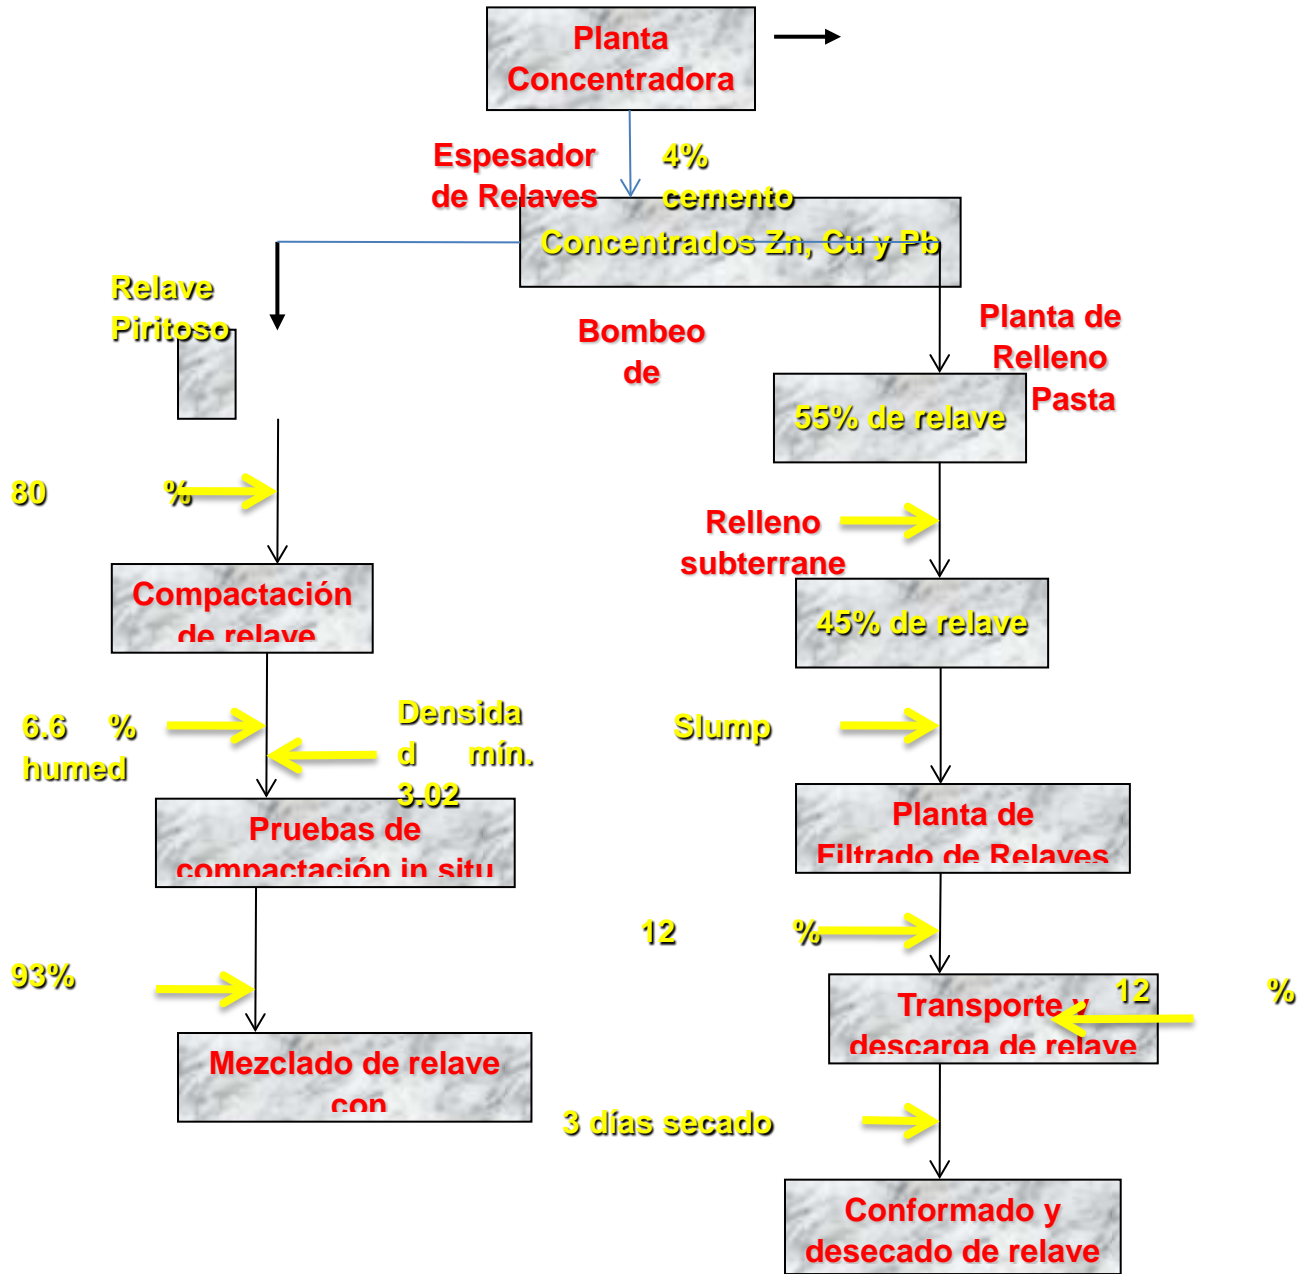 Planta
Concentradora
Espesador
de Relaves
4%
cemento
Concentrados Zn, Cu y Pb
Relave
Piritoso
Bombeo
de
Planta de
Relleno
Pasta
55% de relave
80 %
Relleno
subterrane
Compactación
de relave
45% de relave
6.6 %
humed
Densida
d mín.
3.02
Slump
Pruebas de
compactación in situ
Planta de
Filtrado de Relaves
12 %
93%
Transporte y
descarga de relave
12 %
Mezclado de relave
con
3 días secado
Conformado y
desecado de relave